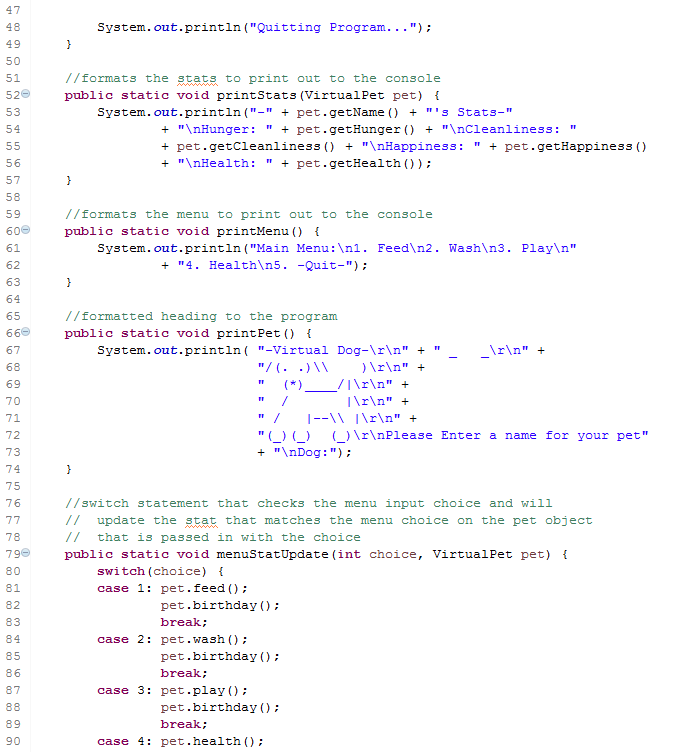 47
48         System.out.println("Quitting Program...");
49     }
50
51     //formats the stats to print out to the console
52     public static void printStats(VirtualPet pet) {
53         System.out.println("-" + pet.getName() + "'s Stats-"
54                 + "\nHunger: " + pet.getHunger() + "\nCleanliness: "
55                 + pet.getCleanliness() + "\nHappiness: " + pet.getHappiness()
56                 + "\nHealth: " + pet.getHealth());
57     }
58
59     //formats the menu to print out to the console
60     public static void printMenu() {
61         System.out.println("Main Menu:\n1. Feed\n2. Wash\n3. Play\n"
62                 + "4. Health\n5. -Quit-");
63     }
64
65     //formatted heading to the program
66     public static void printPet() {
67         System.out.println( "-Virtual Dog-\r\n" + " _   _\r\n" +
68                             "/(. .)\\    )\r\n" +
69                             "  (*)____/|\r\n" +
70                             "  /       |\r\n" +
71                             " /   |--\\ |\r\n" +
72                             "(_)(_)  (_)\r\nPlease Enter a name for your pet"
73                             + "\nDog:");
74     }
75
76     //switch statement that checks the menu input choice and will
77     //  update the stat that matches the menu choice on the pet object
78     //  that is passed in with the choice
79     public static void menuStatUpdate(int choice, VirtualPet pet) {
80         switch(choice) {
81         case 1: pet.feed();
82                 pet.birthday();
83                 break;
84         case 2: pet.wash();
85                 pet.birthday();
86                 break;
87         case 3: pet.play();
88                 pet.birthday();
89                 break;
90         case 4: pet.health();